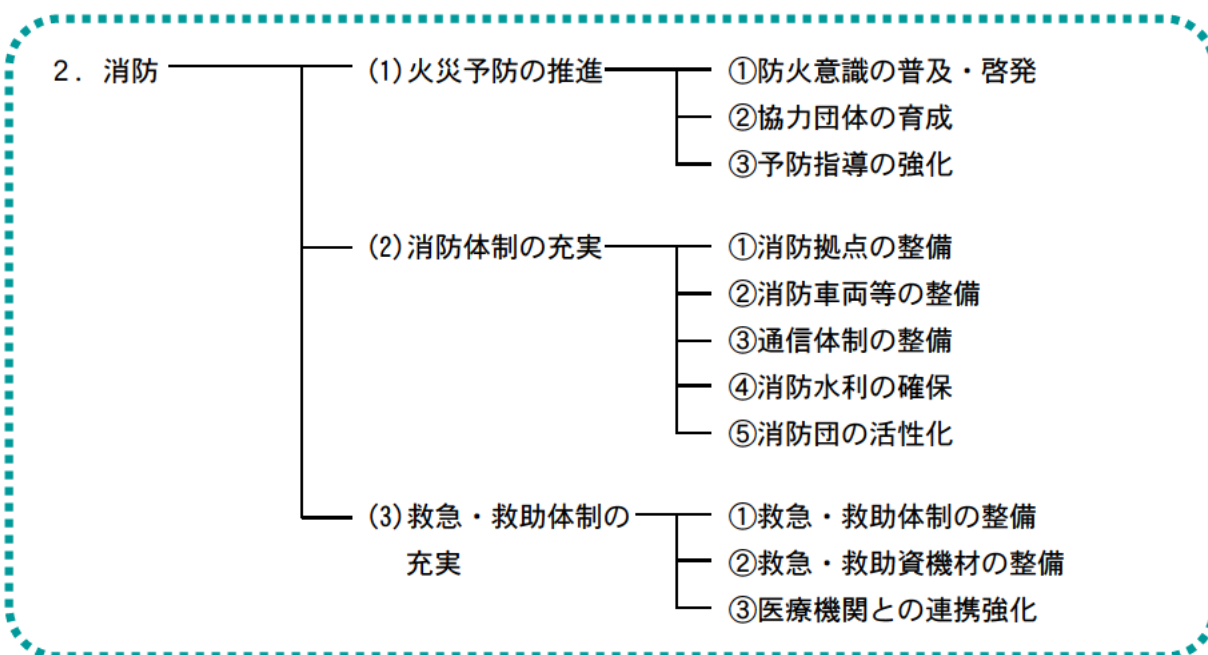 2．消防 (1)火災予防の推進 ①防火意識の普及・啓発
②協力団体の育成
③予防指導の強化
(2)消防体制の充実 ①消防拠点の整備
②消防車両等の整備
③通信体制の整備
④消防水利の確保
⑤消防団の活性化
(3)救急・救助体制の ①救急・救助体制の整備
充実 ②救急・救助資機材の整備
③医療機関との連携強化